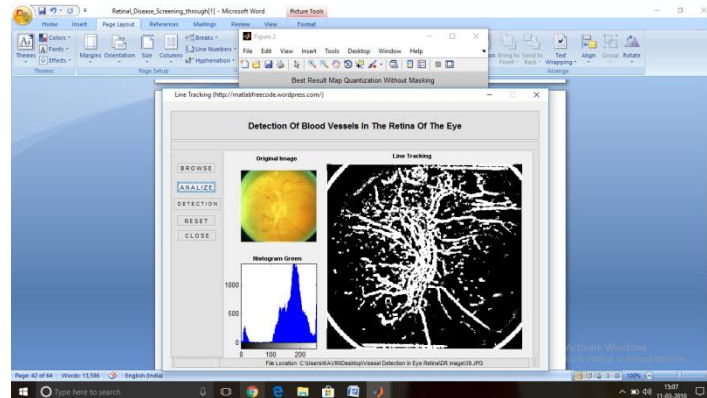 Retinal_Disease_Screening_through[1] - Microsoft Word
Picture Tools
Home Insert Page Layout References Mailings Review View Format
Themes
Colors
Fonts
Effects
Margins Orientation Size Columns
Breaks
Line Numbers
Hyphenation
Themes
Page Setup
Bring to Front
Send to Back
Text Wrapping
Align Group Rotate
Arrange
Figure 2
File Edit View Insert Tools Desktop Window Help
Best Result Map Quantization Without Masking
Line Tracking (http://matlabfreecode.wordpress.com/)
Detection Of Blood Vessels In The Retina Of The Eye
BROWSE
ANALIZE
DETECTION
RESET
CLOSE
Original Image
Line Tracking
Histogram Green
1000
500
0
0 100 200
File Location: C:\Users\KAVIN\Desktop\Vessel Detection In Eye Retina\DR image\39.JPG
Activate Windows
Go to Settings to activate Windows.
Page: 42 of 64 Words: 13,586 English (India)
100%
Type here to search
15:07